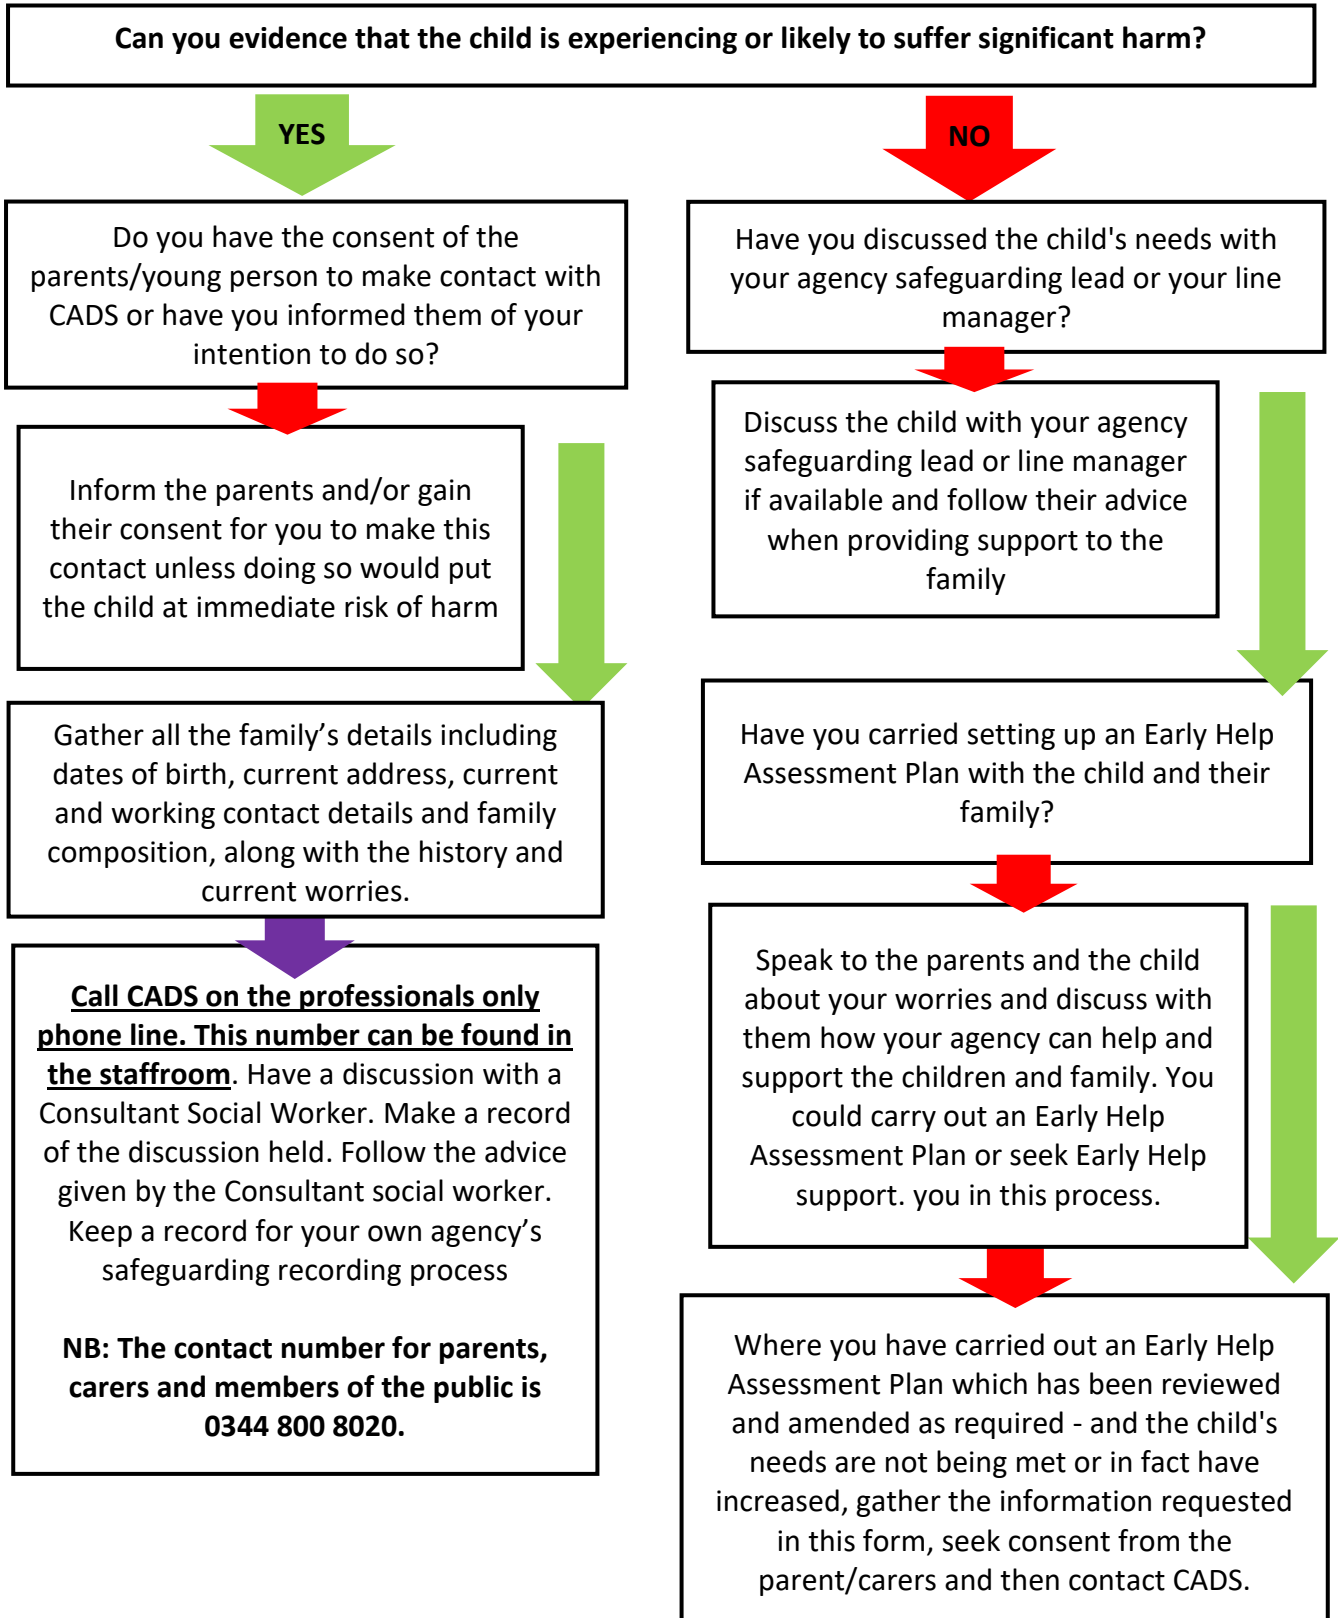 Can you evidence that the child is experiencing or likely to suffer significant harm?
YES
NO
Do you have the consent of the
parents/young person to make contact with
CADS or have you informed them of your
intention to do so?
Inform the parents and/or gain
their consent for you to make this
contact unless doing so would put
the child at immediate risk of harm
Gather all the family’s details including
dates of birth, current address, current
and working contact details and family
composition, along with the history and
current worries.
Call CADS on the professionals only
phone line. This number can be found in
the staffroom. Have a discussion with a
Consultant Social Worker. Make a record
of the discussion held. Follow the advice
given by the Consultant social worker.
Keep a record for your own agency’s
safeguarding recording process
NB: The contact number for parents,
carers and members of the public is
0344 800 8020.
Have you discussed the child's needs with
your agency safeguarding lead or your line
manager?
Discuss the child with your agency
safeguarding lead or line manager
if available and follow their advice
when providing support to the
family
Have you carried setting up an Early Help
Assessment Plan with the child and their
family?
Speak to the parents and the child
about your worries and discuss with
them how your agency can help and
support the children and family. You
could carry out an Early Help
Assessment Plan or seek Early Help
support. you in this process.
Where you have carried out an Early Help
Assessment Plan which has been reviewed
and amended as required - and the child's
needs are not being met or in fact have
increased, gather the information requested
in this form, seek consent from the
parent/carers and then contact CADS.